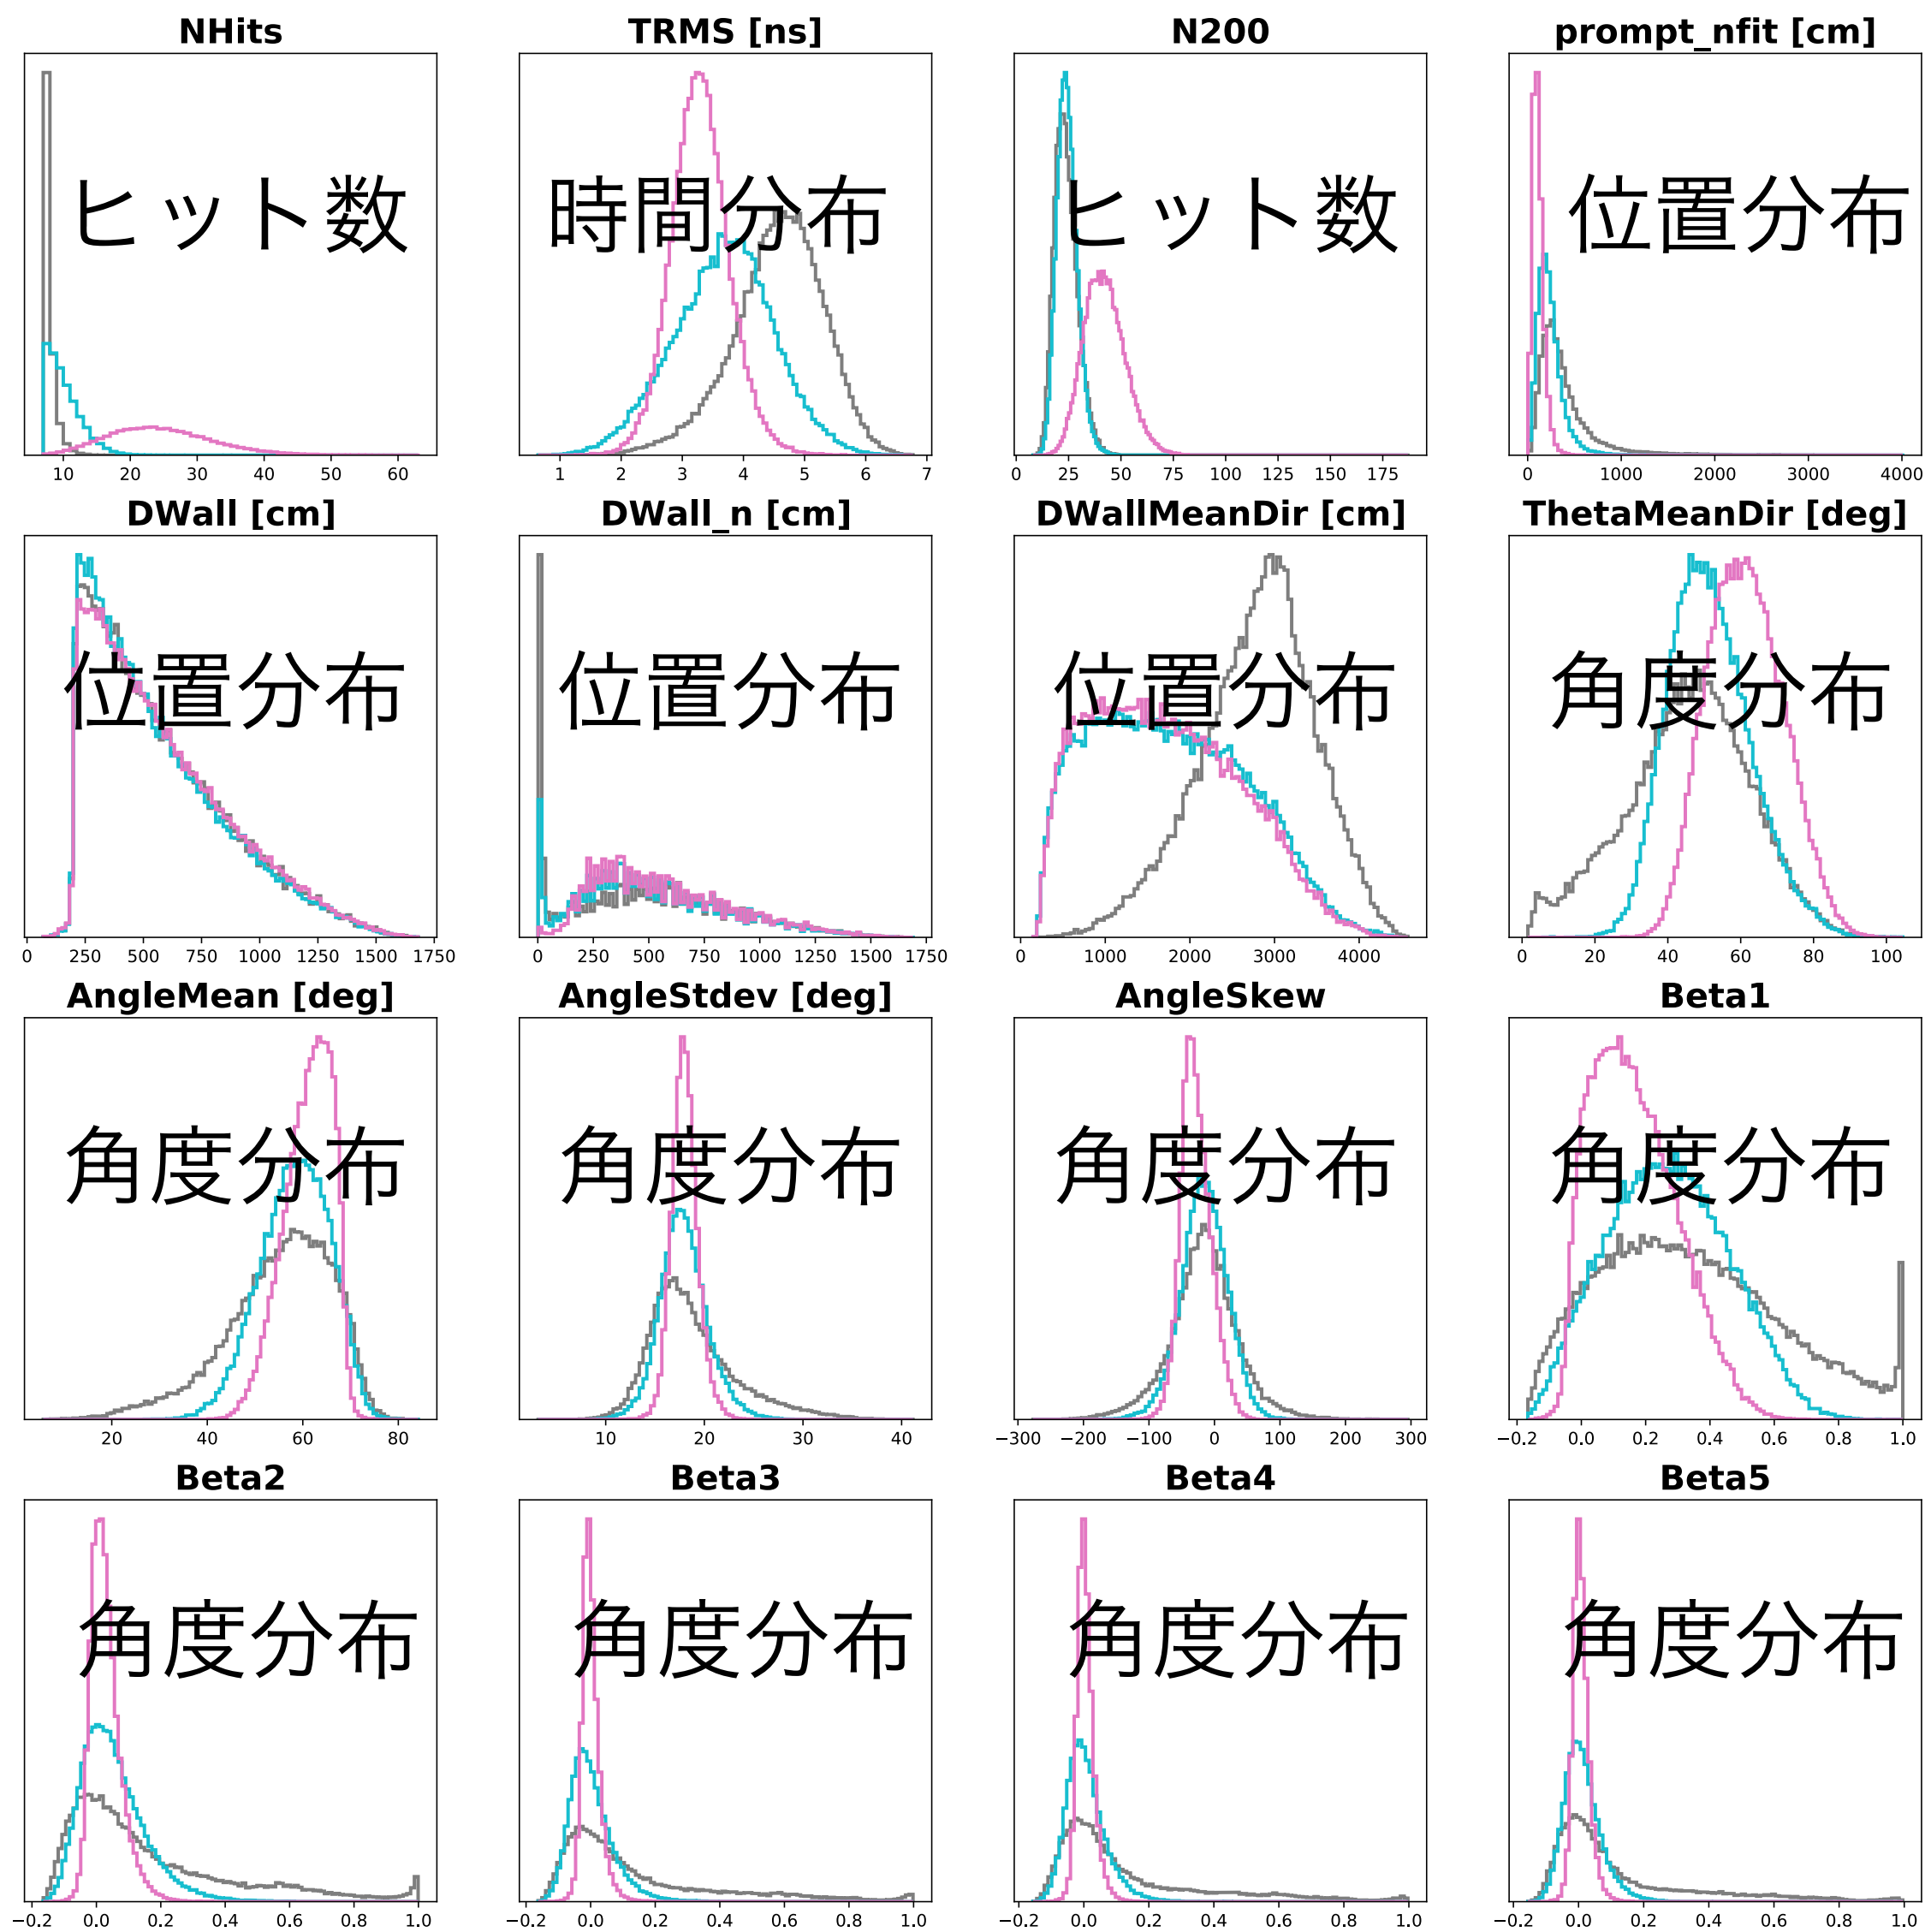 NHits TRMS [ns] N200 prompt_nfit [cm]
ヒット数 時間分布 ヒット数 位置分布
10 20 30 40 50 60 1 2 3 4 5 6 7 0 25 50 75 100 125 150 175 0 1000 2000 3000 4000
DWall [cm] DWall_n [cm] DWallMeanDir [cm] ThetaMeanDir [deg]
位置分布 位置分布 位置分布 角度分布
0 250 500 750 1000 1250 1500 1750 0 250 500 750 1000 1250 1500 1750 0 1000 2000 3000 4000 0 20 40 60 80 100
AngleMean [deg] AngleStdev [deg] AngleSkew Beta1
角度分布 角度分布 角度分布 角度分布
20 40 60 80 10 20 30 40 −300 −200 −100 0 100 200 300 −0.2 0.0 0.2 0.4 0.6 0.8 1.0
Beta2 Beta3 Beta4 Beta5
角度分布 角度分布 角度分布 角度分布
−0.2 0.0 0.2 0.4 0.6 0.8 1.0 −0.2 0.0 0.2 0.4 0.6 0.8 1.0 −0.2 0.0 0.2 0.4 0.6 0.8 1.0 −0.2 0.0 0.2 0.4 0.6 0.8 1.0